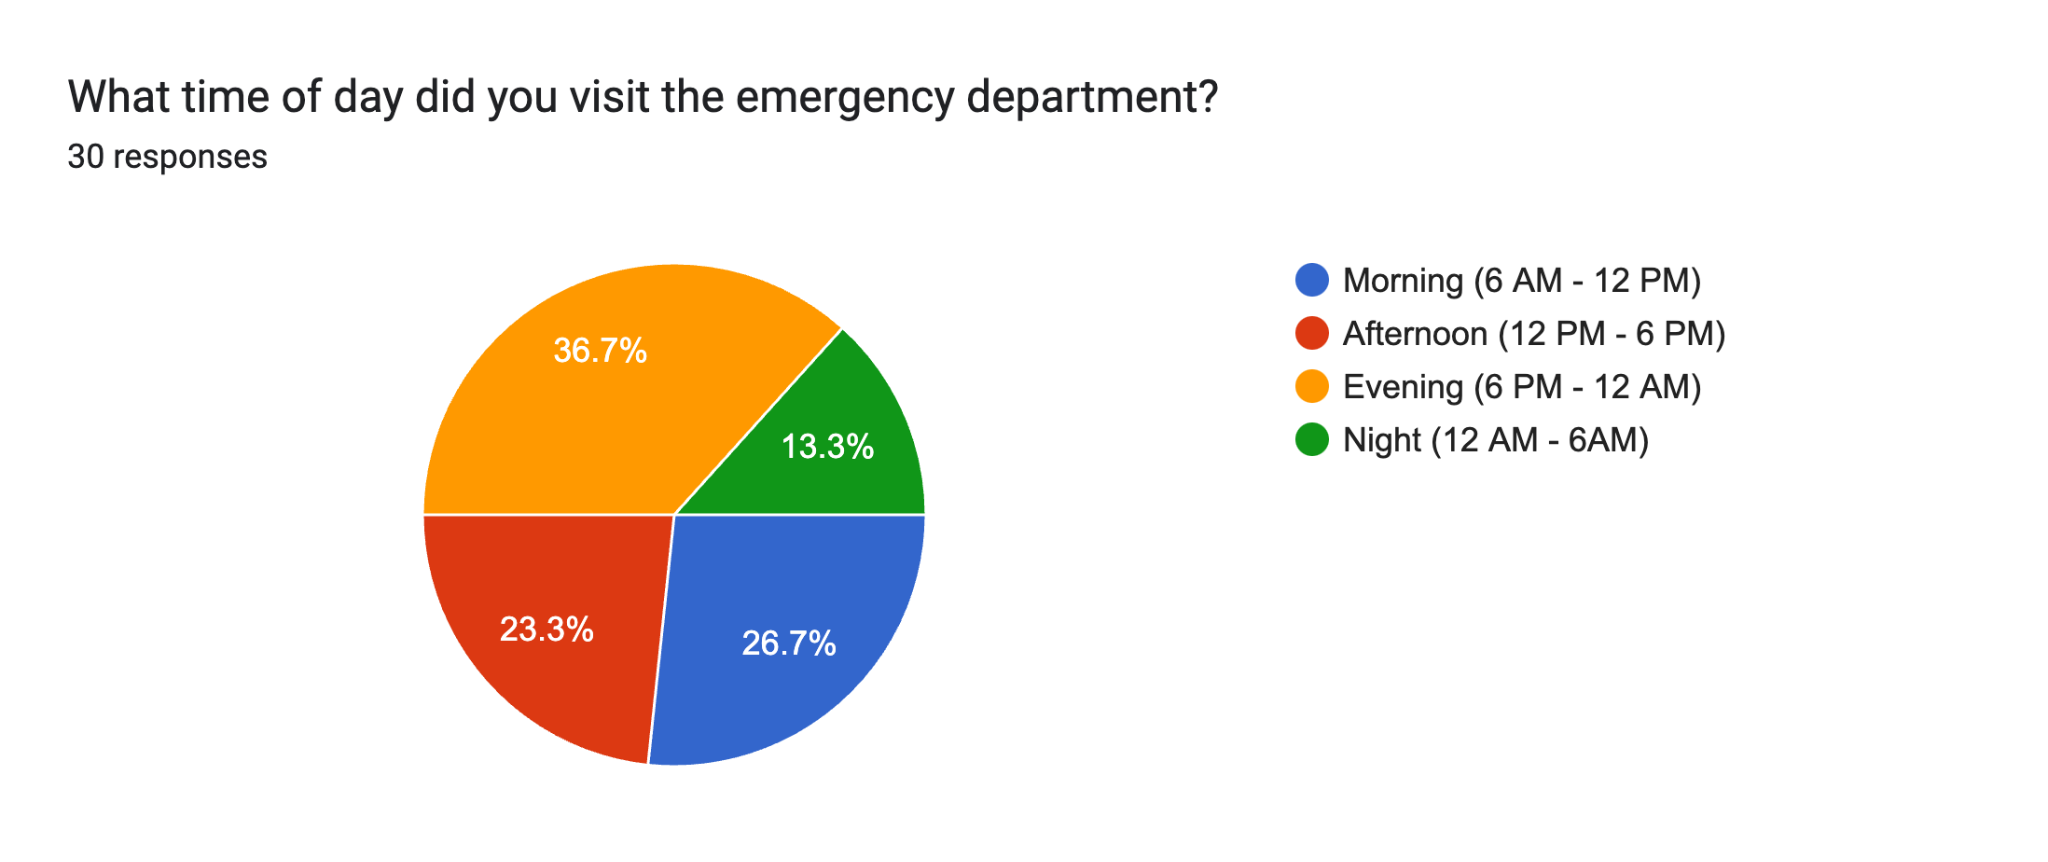 What time of day did you visit the emergency department?
30 responses
36.7%
13.3%
23.3%
26.7%
Morning (6 AM - 12 PM)
Afternoon (12 PM - 6 PM)
Evening (6 PM - 12 AM)
Night (12 AM - 6AM)